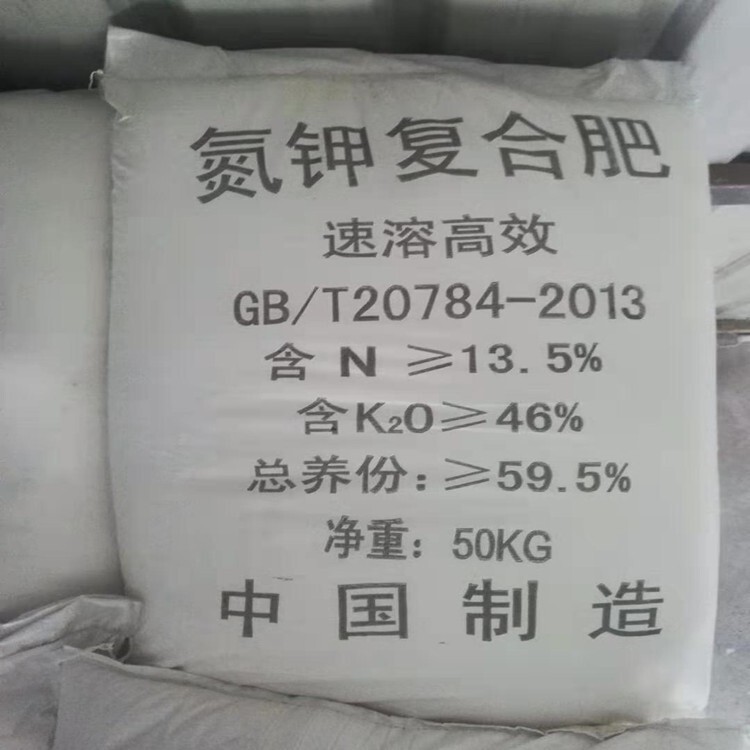 氮钾复合肥
速溶高效
GB/T20784-2013
含 N ≥13.5%
含K₂O≥46%
总养份:≥59.5%
净重: 50KG
中国制造